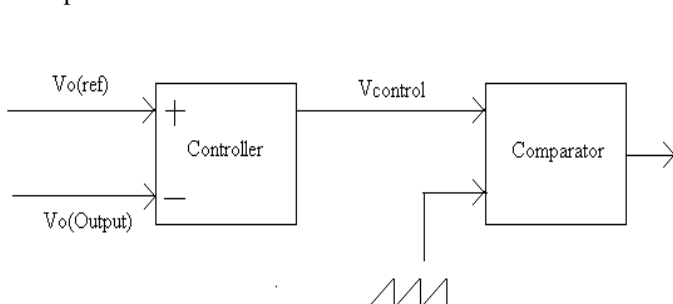 Vo(ref)
Vcontrol
+
Controller
Comparator
−
Vo(Output)